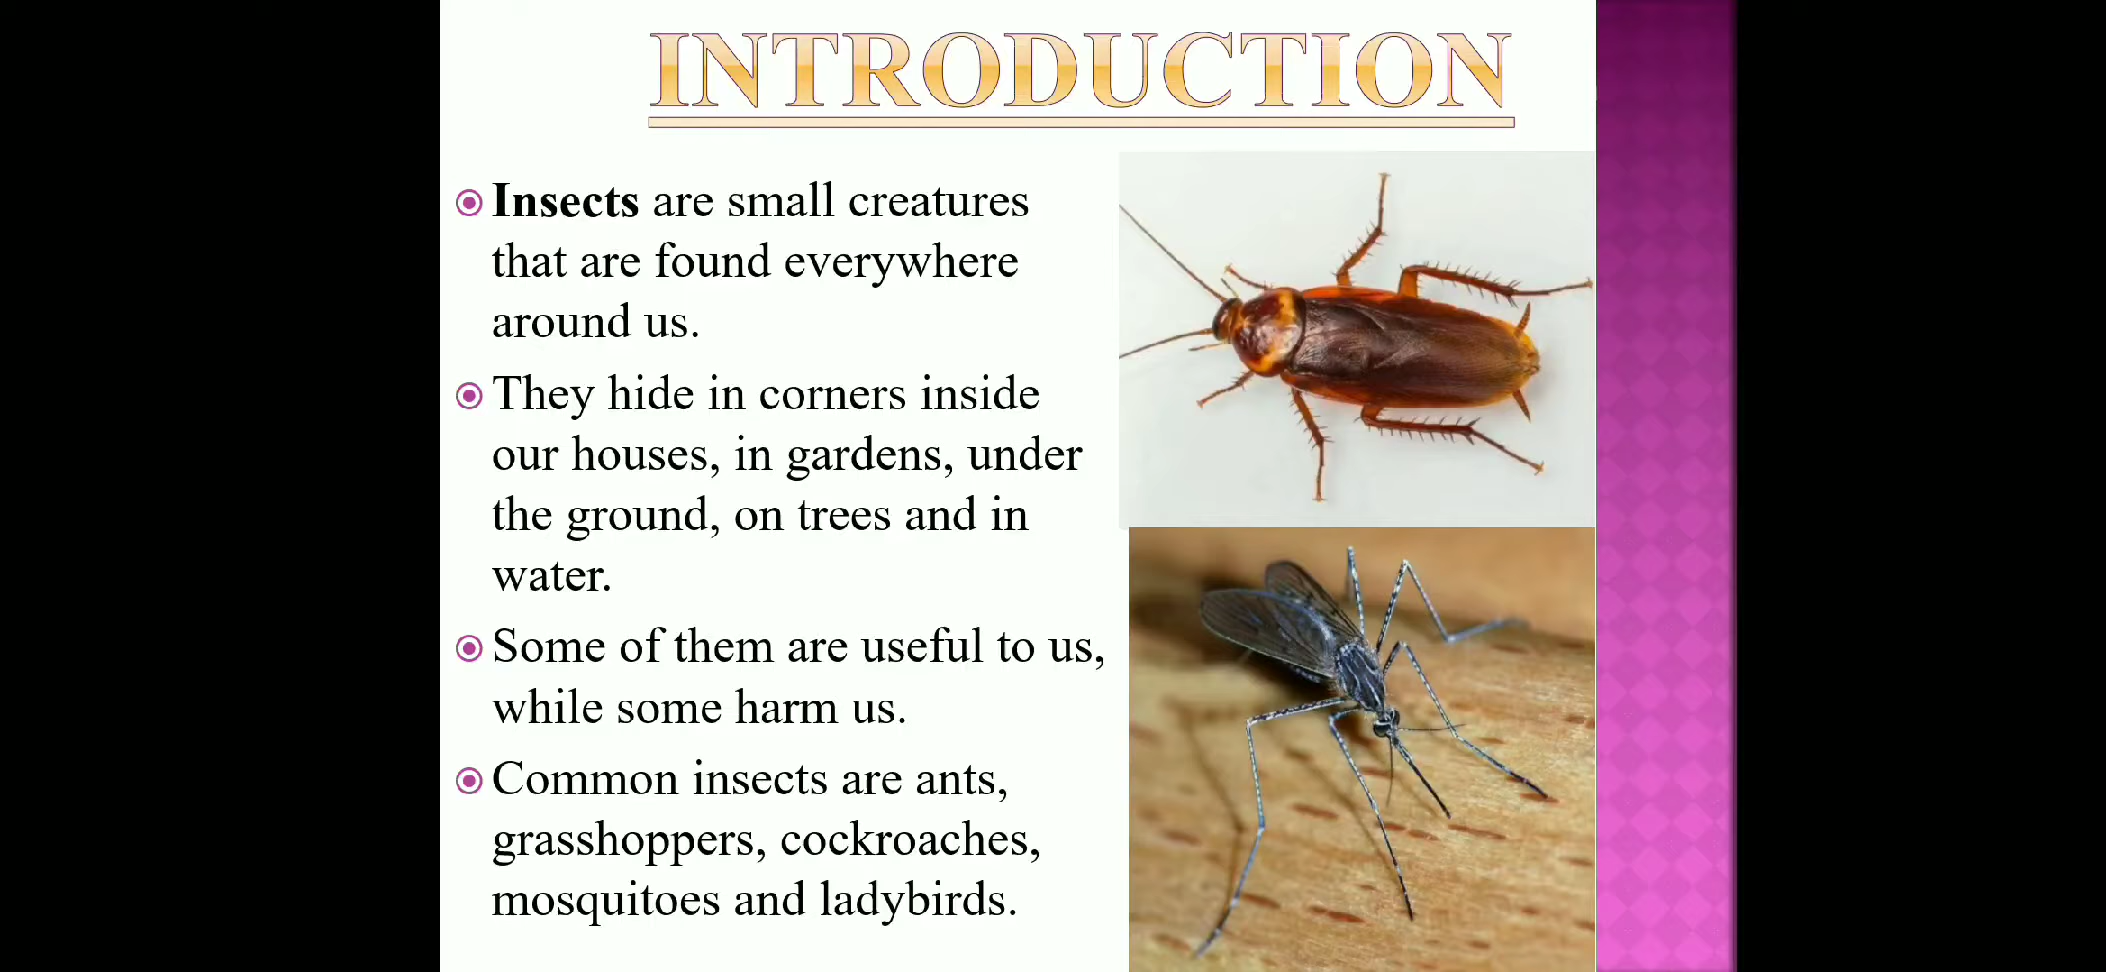 INTRODUCTION
Insects are small creatures
that are found everywhere
around us.
They hide in corners inside
our houses, in gardens, under
the ground, on trees and in
water.
Some of them are useful to us,
while some harm us.
Common insects are ants,
grasshoppers, cockroaches,
mosquitoes and ladybirds.